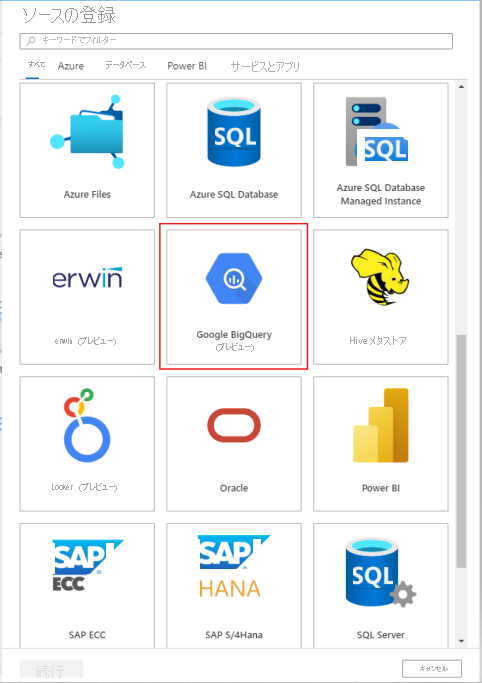 ソースの登録
キーワードでフィルター
すべて Azure データベース Power BI サービスとアプリ
SQL
SQL
Azure Files
Azure SQL Database
Azure SQL Database
Managed Instance
erwin
erwin (プレビュー)
Google BigQuery
(プレビュー)
Hive メタストア
Looker (プレビュー)
Oracle
Power BI
SAP
ECC
SAP
HANA
SQL
SAP ECC
SAP S/4Hana
SQL Server
続行
キャンセル